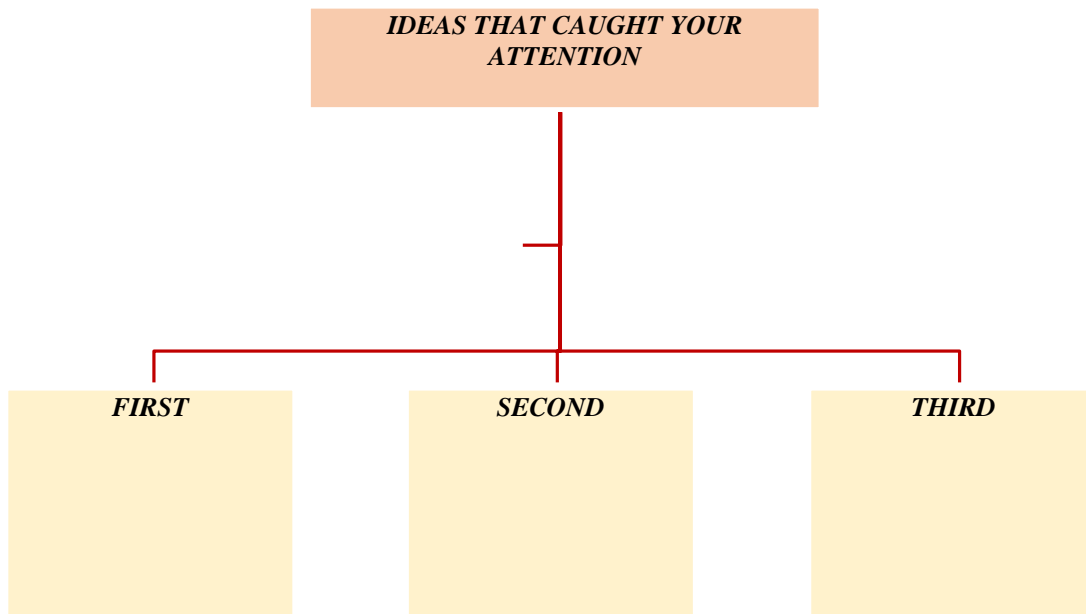 IDEAS THAT CAUGHT YOUR
ATTENTION
FIRST
SECOND
THIRD